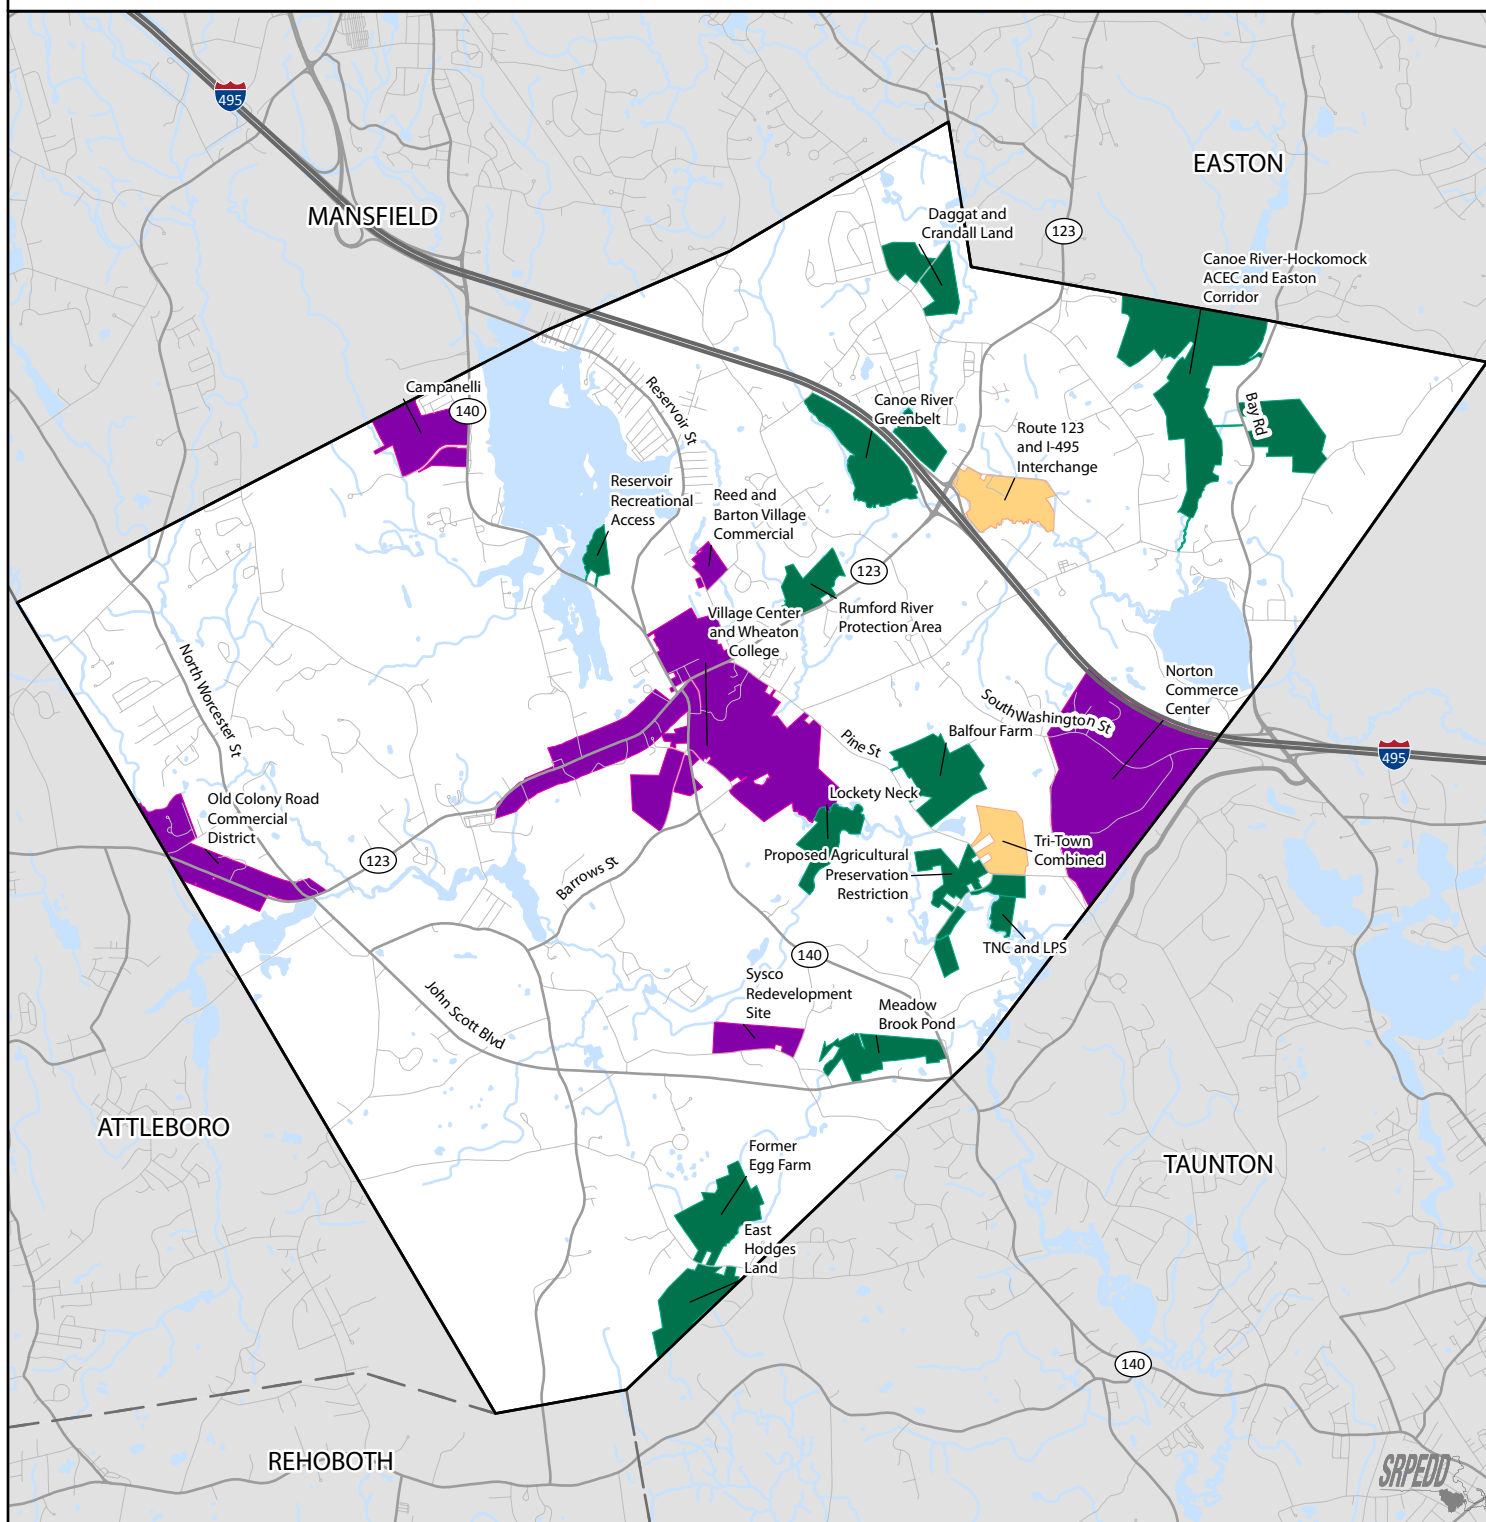 495
EASTON
MANSFIELD
Daggat and
Crandall Land
123
Canoe River-Hockomock
ACEC and Easton
Corridor
Campanelli
140
Reservoir St
Canoe River
Greenbelt
Bay Rd
Route 123
and I-495
Interchange
Reservoir
Recreational
Access
Reed and
Barton Village
Commercial
123
Rumford River
Protection Area
Village Center
and Wheaton
College
North Worcester St
Norton
Commerce
Center
South Washington St
Pine St
Balfour Farm
495
Lockety Neck
Old Colony Road
Commercial
District
123
Tri-Town
Combined
Proposed Agricultural
Preservation
Restriction
Barrows St
TNC and LPS
140
Sysco
Redevelopment
Site
John Scott Blvd
Meadow
Brook Pond
ATTLEBORO
Former
Egg Farm
TAUNTON
East
Hodges
Land
140
REHOBOTH
SRPEDD